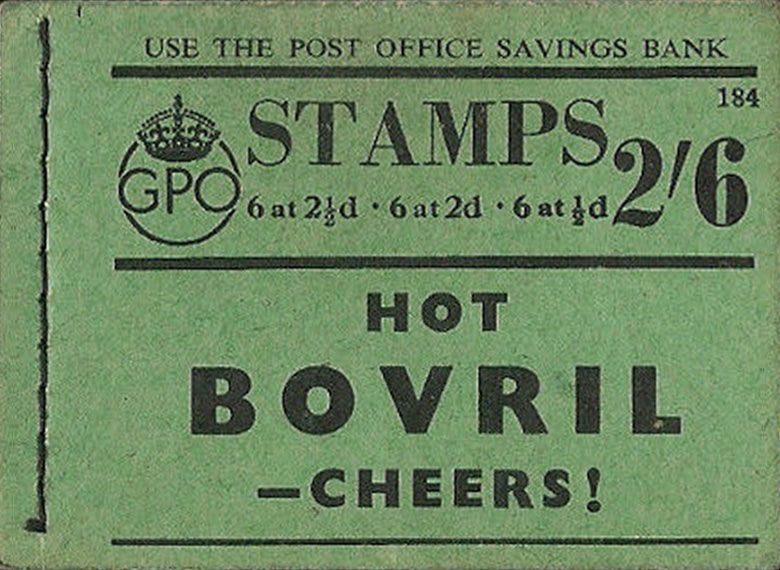 USE THE POST OFFICE SAVINGS BANK
184
STAMPS 2/6
GPO
6 at 2½d · 6 at 2d · 6 at ½d
HOT
BOVRIL
—CHEERS!